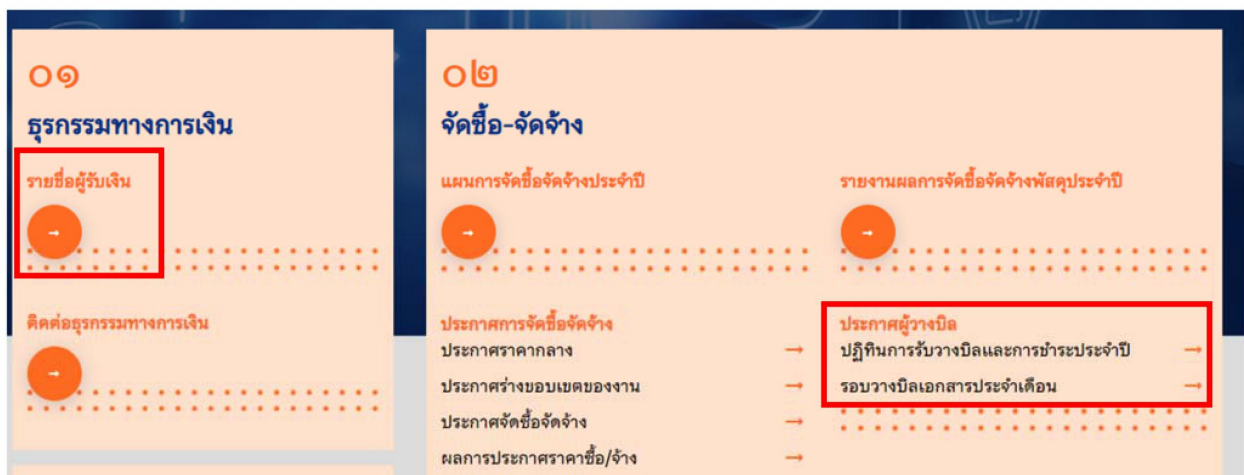 ๐๑
ธุรกรรมทางการเงิน
รายชื่อผู้รับเงิน
→
ติดต่อธุรกรรมทางการเงิน
→
๐๒
จัดซื้อ-จัดจ้าง
แผนการจัดซื้อจัดจ้างประจำปี
→
รายงานผลการจัดซื้อจัดจ้างพัสดุประจำปี
→
ประกาศการจัดซื้อจัดจ้าง
ประกาศราคากลาง →
ประกาศร่างขอบเขตของงาน →
ประกาศจัดซื้อจัดจ้าง →
ผลการประกาศราคาซื้อ/จ้าง →
ประกาศผู้วางบิล
ปฏิทินการรับวางบิลและการชำระประจำปี →
รอบวางบิลเอกสารประจำเดือน →